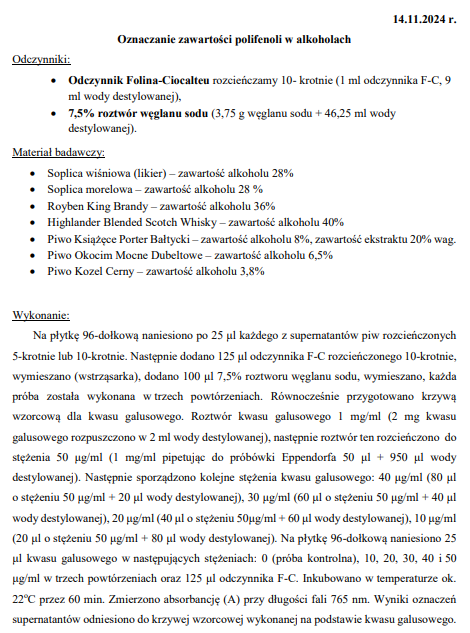 14.11.2024 r.
Oznaczanie zawartości polifenoli w alkoholach
Odczynniki:
• Odczynnik Folina-Ciocalteu rozcieńczamy 10- krotnie (1 ml odczynnika F-C, 9
ml wody destylowanej),
• 7,5% roztwór węglanu sodu (3,75 g węglanu sodu + 46,25 ml wody
destylowanej).
Materiał badawczy:
• Soplica wiśniowa (likier) – zawartość alkoholu 28%
• Soplica morelowa – zawartość alkoholu 28 %
• Royben King Brandy – zawartość alkoholu 36%
• Highlander Blended Scotch Whisky – zawartość alkoholu 40%
• Piwo Książęce Porter Bałtycki – zawartość alkoholu 8%, zawartość ekstraktu 20% wag.
• Piwo Okocim Mocne Dubeltowe – zawartość alkoholu 6,5%
• Piwo Kozel Cerny – zawartość alkoholu 3,8%
Wykonanie:
Na płytkę 96-dołkową naniesiono po 25 μl każdego z supernatantów piw rozcieńczonych
5-krotnie lub 10-krotnie. Następnie dodano 125 μl odczynnika F-C rozcieńczonego 10-krotnie,
wymieszano (wstrząsarka), dodano 100 μl 7,5% roztworu węglanu sodu, wymieszano, każda
próba została wykonana w trzech powtórzeniach. Równocześnie przygotowano krzywą
wzorcową dla kwasu galusowego. Roztwór kwasu galusowego 1 mg/ml (2 mg kwasu
galusowego rozpuszczono w 2 ml wody destylowanej), następnie roztwór ten rozcieńczono do
stężenia 50 μg/ml (1 mg/ml pipetując do próbówki Eppendorfa 50 μl + 950 μl wody
destylowanej). Następnie sporządzono kolejne stężenia kwasu galusowego: 40 μg/ml (80 μl
o stężeniu 50 μg/ml + 20 μl wody destylowanej), 30 μg/ml (60 μl o stężeniu 50 μg/ml + 40 μl
wody destylowanej), 20 μg/ml (40 μl o stężeniu 50μg/ml + 60 μl wody destylowanej), 10 μg/ml
(20 μl o stężeniu 50 μg/ml + 80 μl wody destylowanej). Na płytkę 96-dołkową naniesiono 25
μl kwasu galusowego w następujących stężeniach: 0 (próba kontrolna), 10, 20, 30, 40 i 50
μg/ml w trzech powtórzeniach oraz 125 μl odczynnika F-C. Inkubowano w temperaturze ok.
22°C przez 60 min. Zmierzono absorbancję (A) przy długości fali 765 nm. Wyniki oznaczeń
supernatantów odniesiono do krzywej wzorcowej wykonanej na podstawie kwasu galusowego.